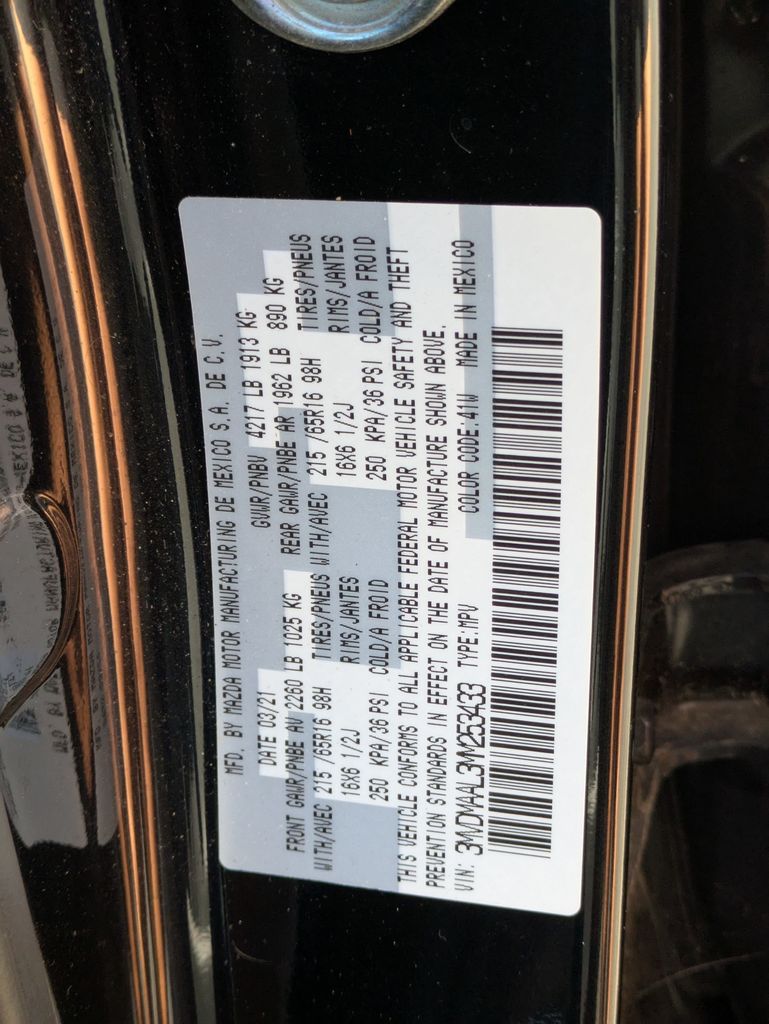 MFD. BY MAZDA MOTOR MANUFACTURING DE MEXICO S.A. DE C.V.
DATE 03/21 GVWR/PNBV 4217 LB 1913 KG
FRONT GAWR/PNBE AV 2260 LB 1025 KG REAR GAWR/PNBE AR 1962 LB 890 KG
WITH/AVEC 215 /65R16 98H TIRES/PNEUS WITH/AVEC 215 /65R16 98H TIRES/PNEUS
16X6 1/2J RIMS/JANTES 16X6 1/2J RIMS/JANTES
250 KPA/36 PSI COLD/A FROID 250 KPA/36 PSI COLD/A FROID
THIS VEHICLE CONFORMS TO ALL APPLICABLE FEDERAL MOTOR VEHICLE SAFETY AND THEFT
PREVENTION STANDARDS IN EFFECT ON THE DATE OF MANUFACTURE SHOWN ABOVE.
VIN: 3MVDMAAL3MM253433 TYPE:MPV COLOR CODE:41W MADE IN MEXICO